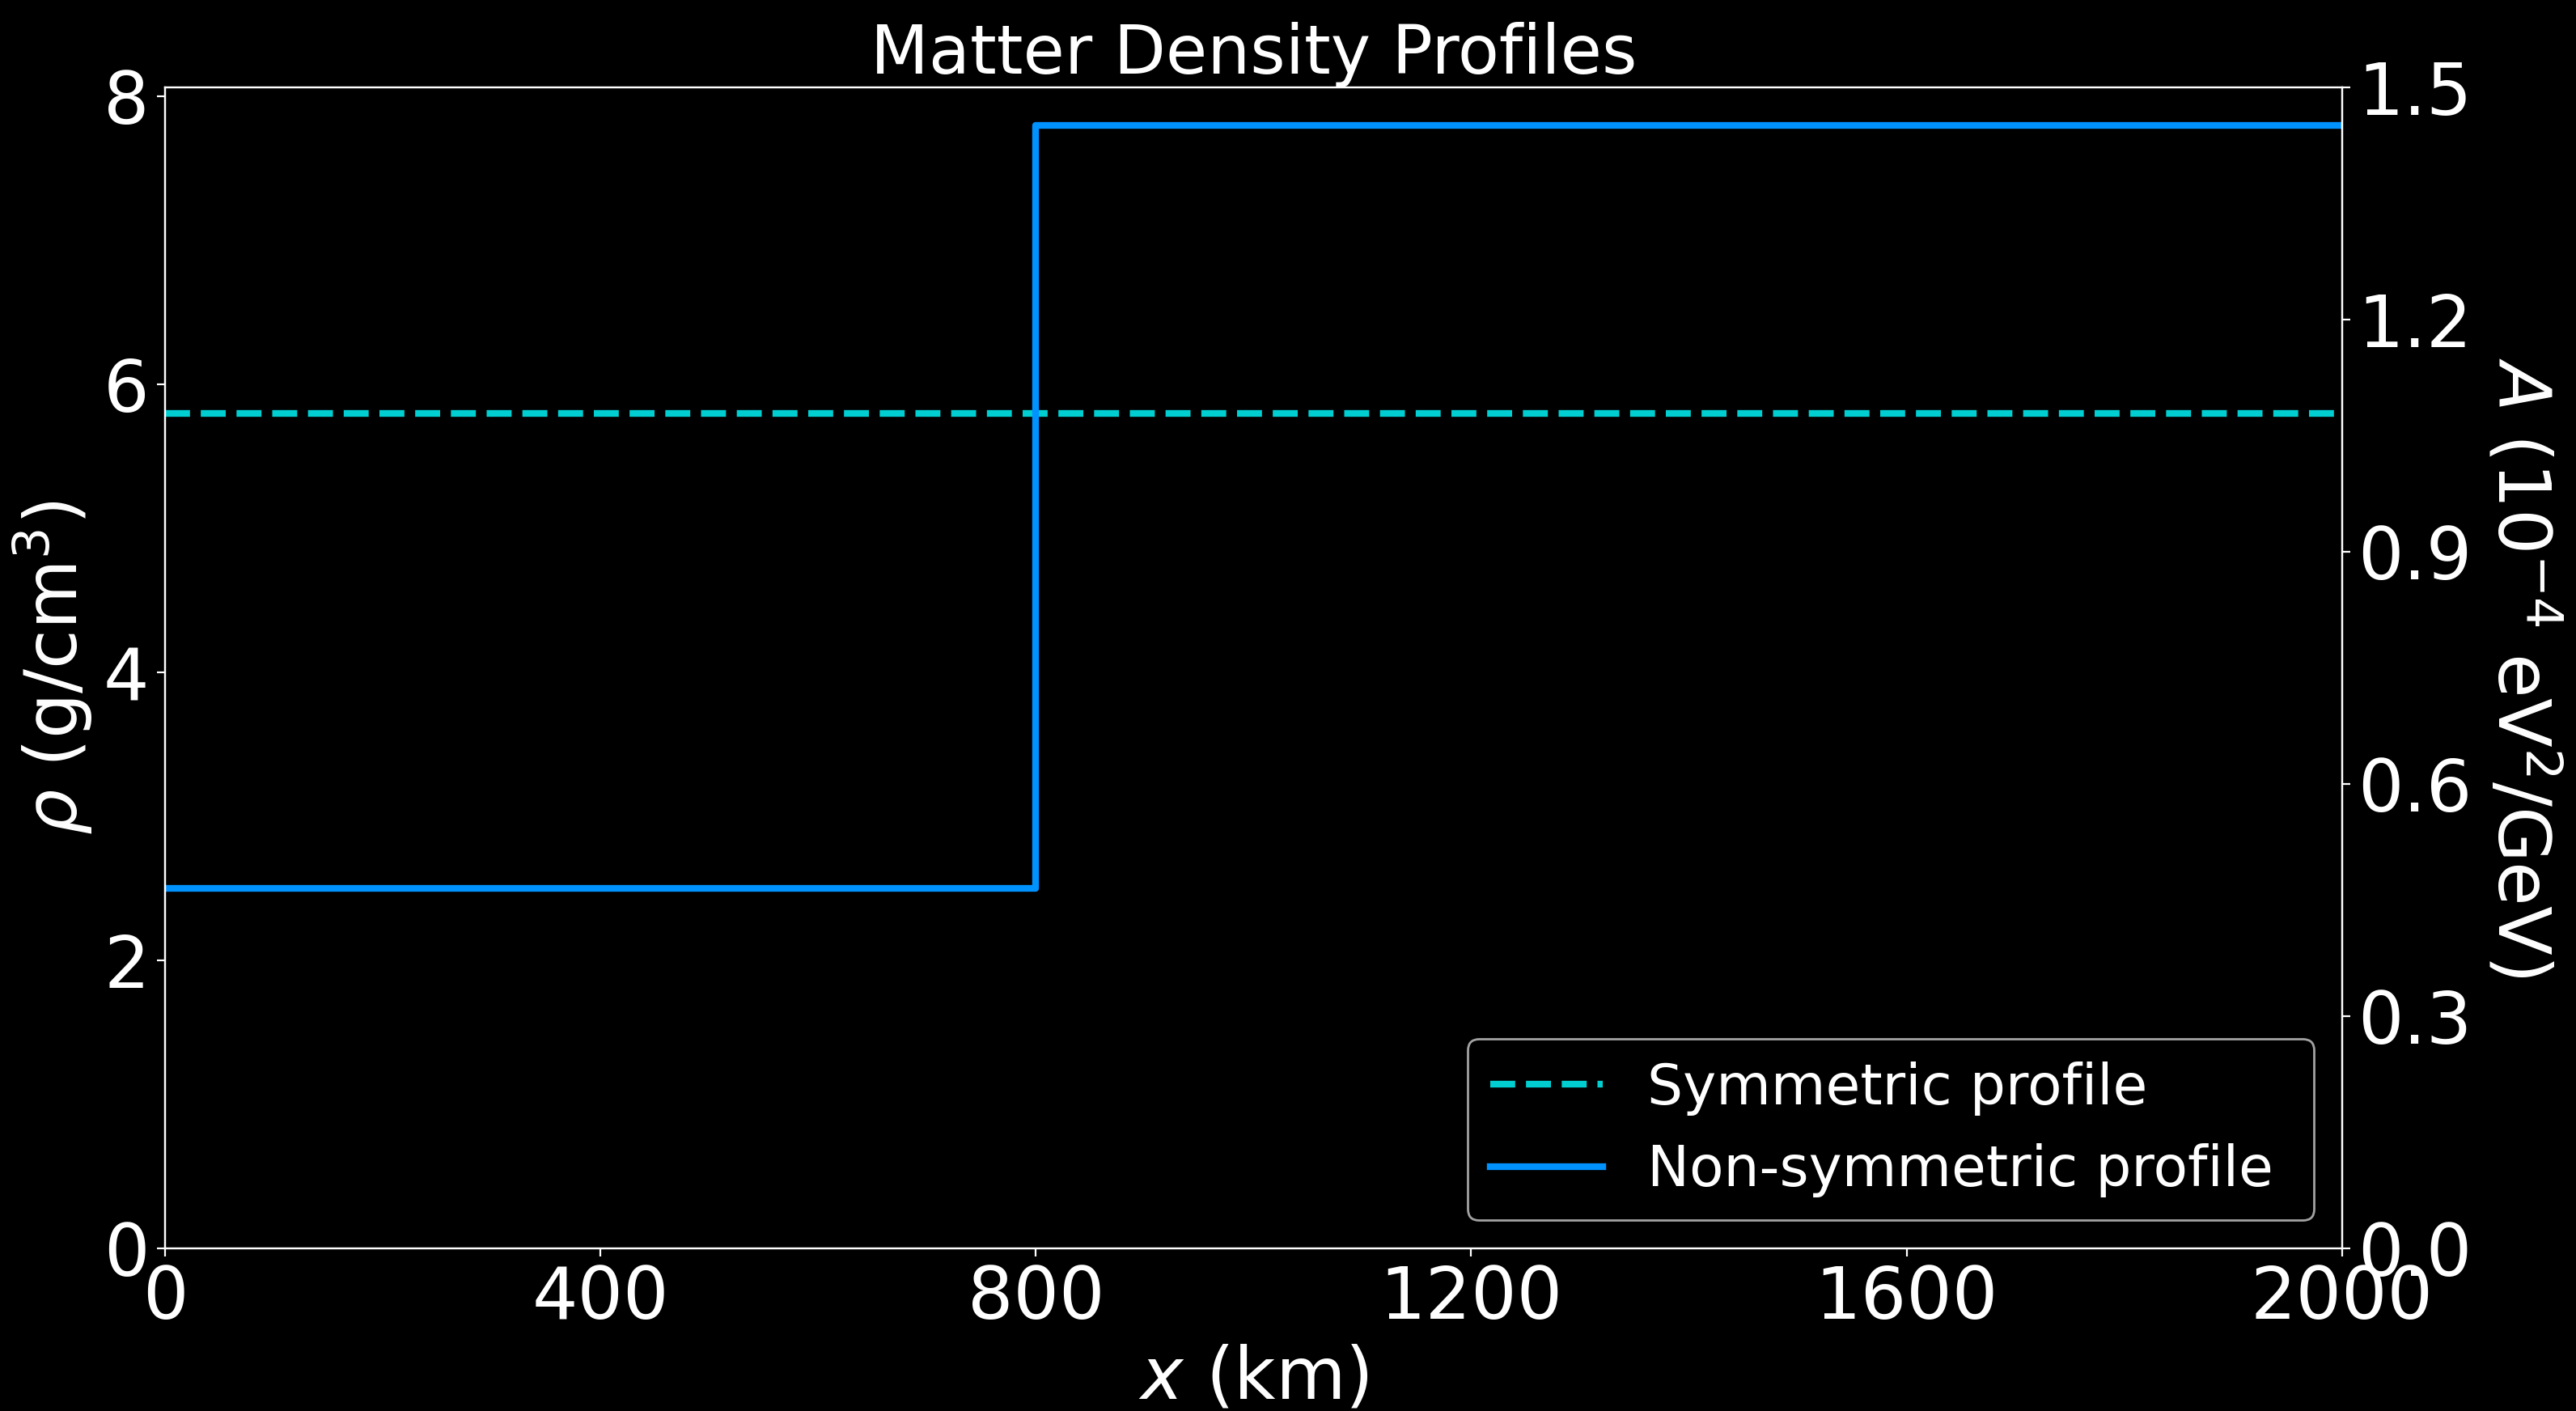 Matter Density Profiles
8
6
4
2
0
ρ (g/cm³)
1.5
1.2
0.9
0.6
0.3
0.0
A (10⁻⁴ eV²/GeV)
Symmetric profile
Non-symmetric profile
0 400 800 1200 1600 2000
x (km)